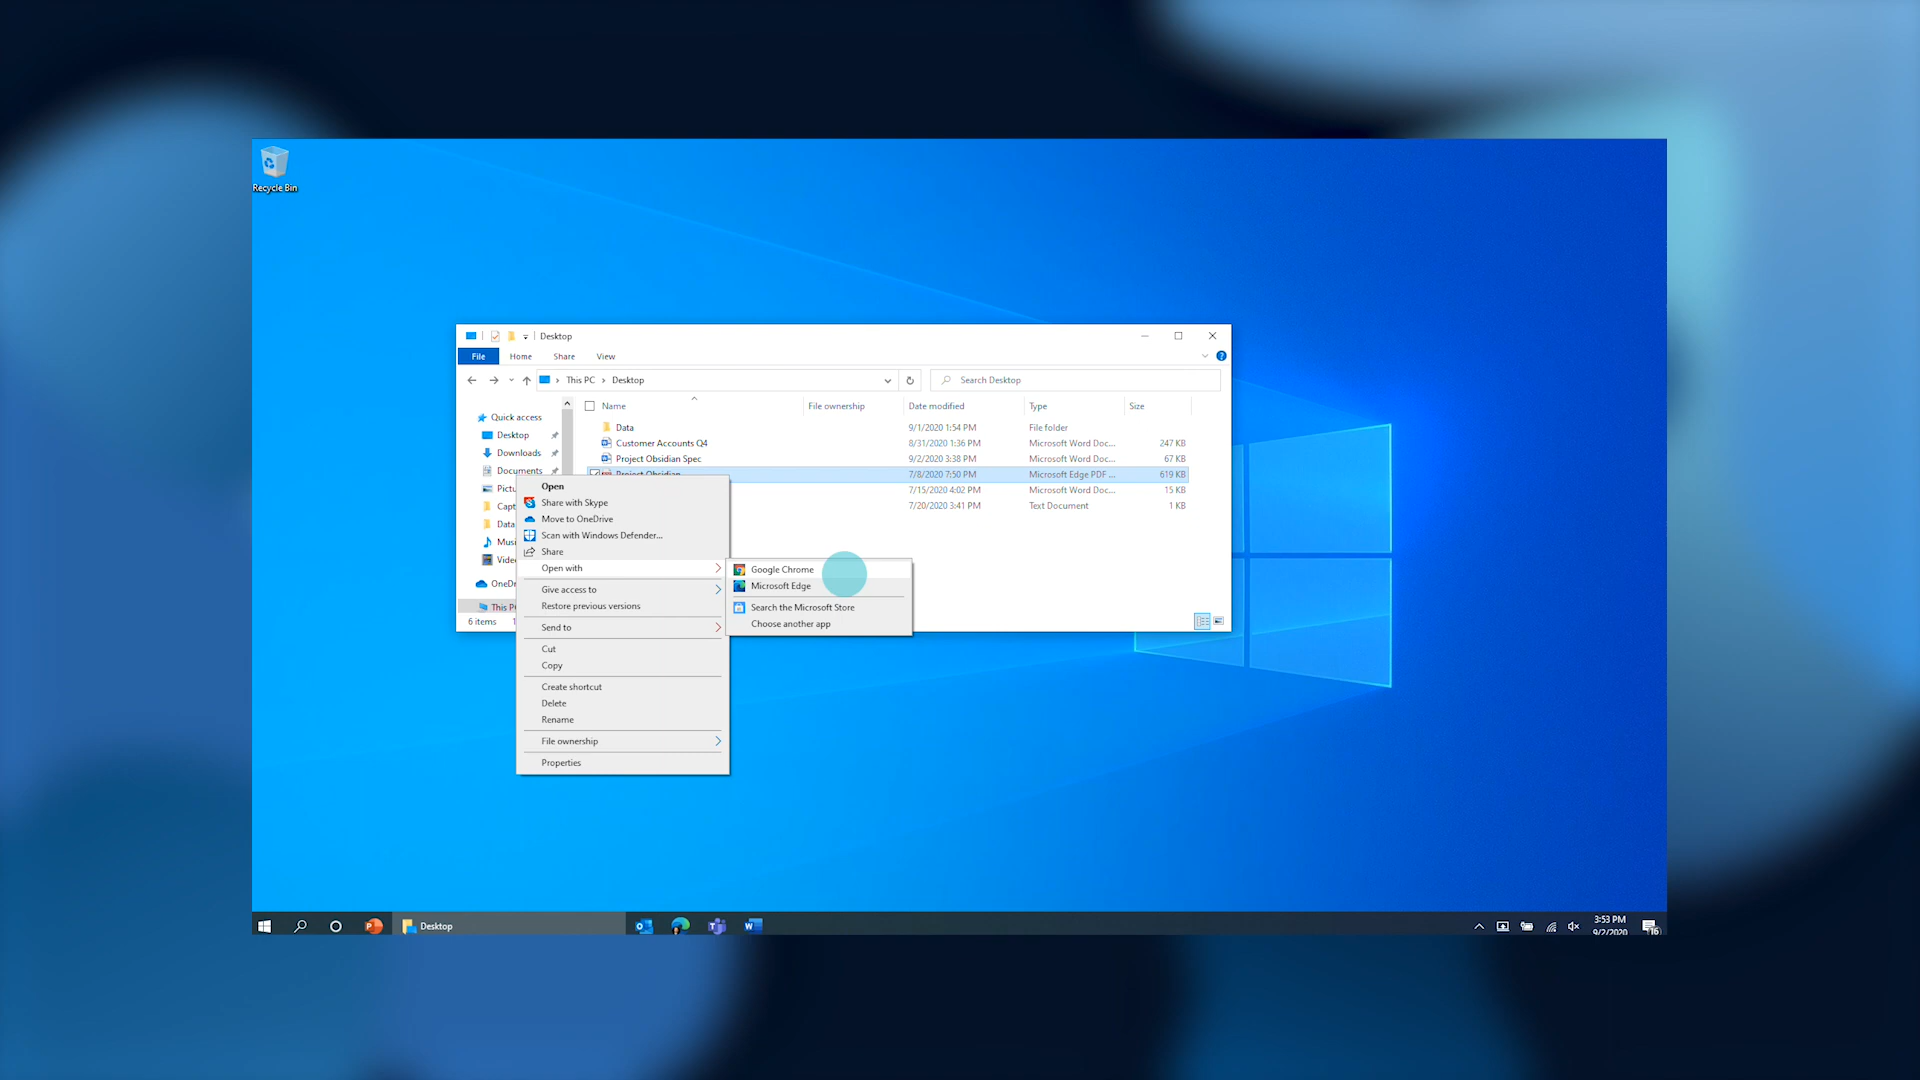 Recycle Bin
Desktop
File Home Share View
This PC > Desktop
Search Desktop
Name File ownership Date modified Type Size
Quick access
Desktop
Downloads
Documents
Data 9/1/2020 1:54 PM File folder
Customer Accounts Q4 8/31/2020 1:36 PM Microsoft Word Doc... 247 KB
Project Obsidian Spec 9/2/2020 3:38 PM Microsoft Word Doc... 67 KB
Project Obsidian 7/8/2020 7:50 PM Microsoft Edge PDF ... 619 KB
7/15/2020 4:02 PM Microsoft Word Doc... 15 KB
7/20/2020 3:41 PM Text Document 1 KB
Pictu
Capt
Data
Musi
Video
OneDr
This P
6 items
Open
Share with Skype
Move to OneDrive
Scan with Windows Defender...
Share
Open with
Give access to
Restore previous versions
Send to
Cut
Copy
Create shortcut
Delete
Rename
File ownership
Properties
Google Chrome
Microsoft Edge
Search the Microsoft Store
Choose another app
Desktop
3:53 PM
9/2/2020
16